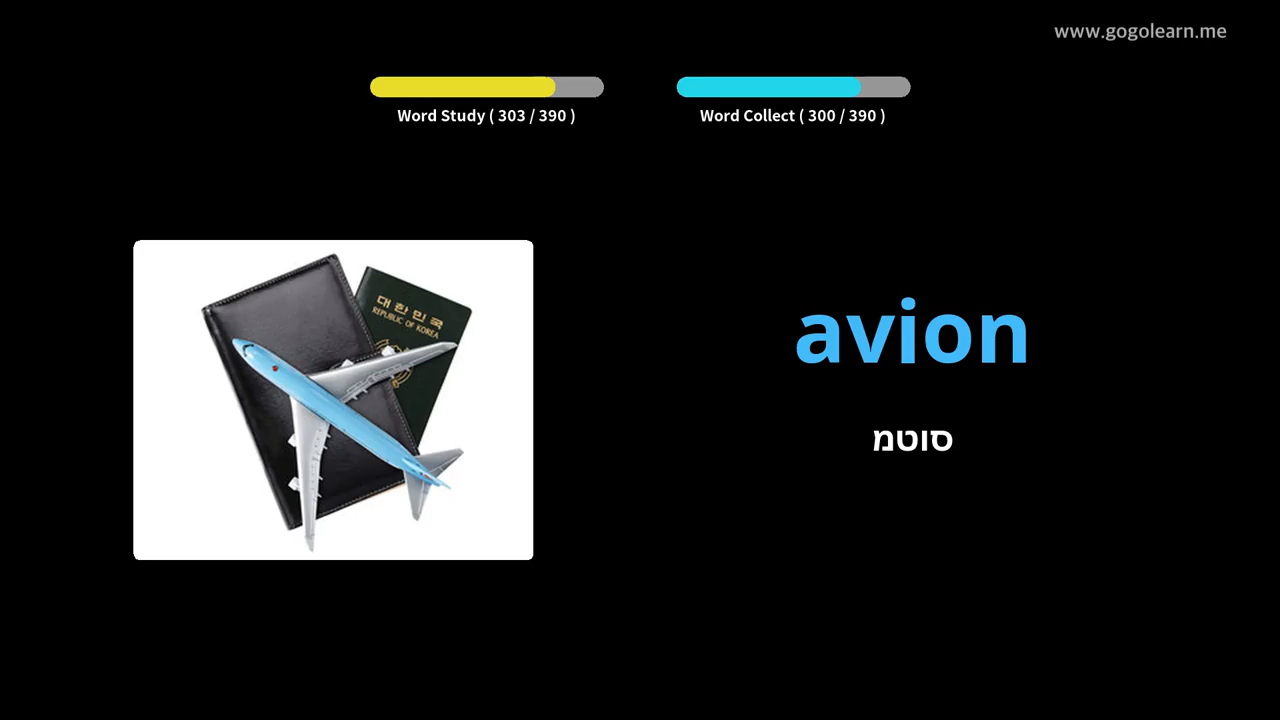 www.gogolearn.me
Word Study ( 303 / 390 )
Word Collect ( 300 / 390 )
대한민국
REPUBLIC OF KOREA
avion
סוטמ